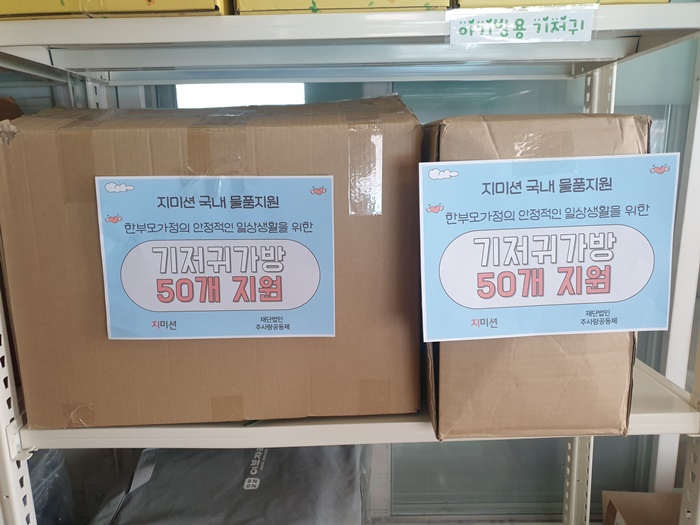 아기방용 기저귀
지미션 국내 물품지원
한부모가정의 안정적인 일상생활을 위한
기저귀가방
50개 지원
지미션
재단법인
주사랑공동체
지미션 국내 물품지원
한부모가정의 안정적인 일상생활을 위한
기저귀가방
50개 지원
지미션
재단법인
주사랑공동체